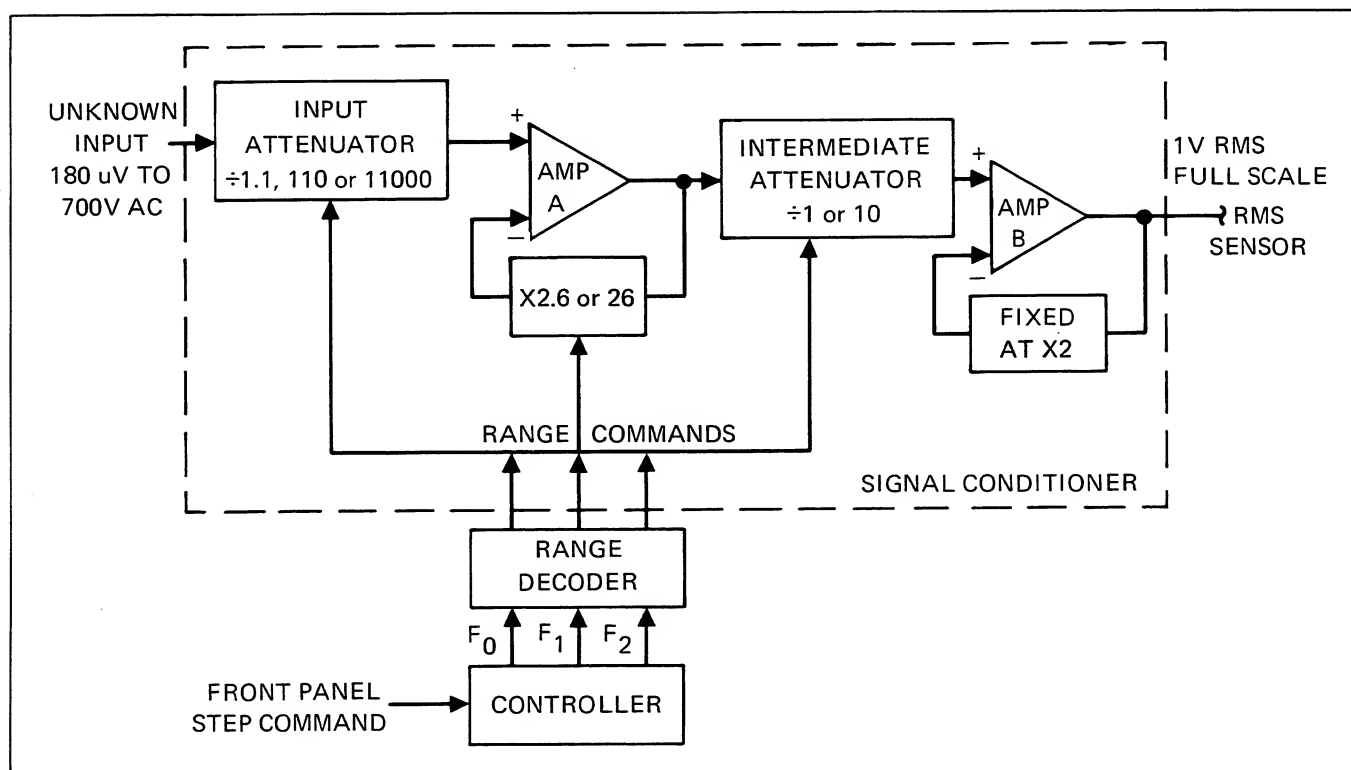 UNKNOWN
INPUT
180 uV TO
700V AC
INPUT
ATTENUATOR
÷1.1, 110 or 11000
+
AMP
A
−
X2.6 or 26
INTERMEDIATE
ATTENUATOR
÷1 or 10
+
AMP
B
−
FIXED
AT X2
1V RMS
FULL SCALE
RMS
SENSOR
RANGE COMMANDS
SIGNAL CONDITIONER
RANGE
DECODER
F0 F1 F2
FRONT PANEL
STEP COMMAND
CONTROLLER